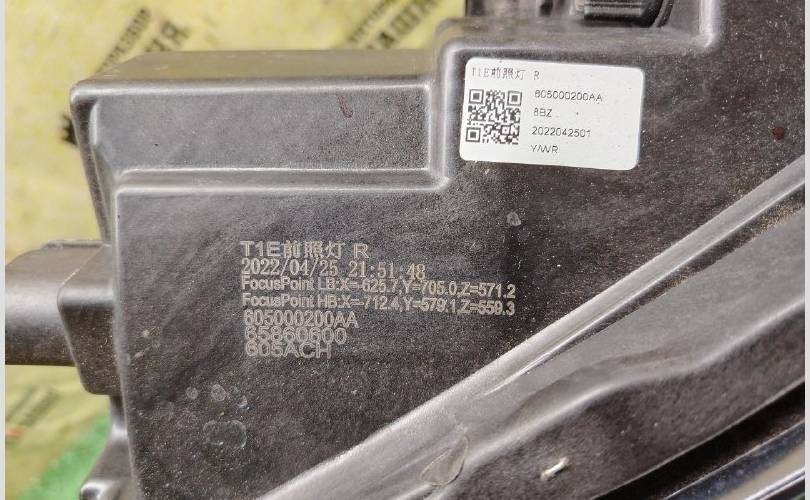 T1E前照灯 R
605000200AA
8BZ
2022042501
YWR
T1E前照灯 R
2022/04/25 21:51:48
FocusPoint LB:X=-625.7,Y=705.0,Z=571.2
FocusPoint HB:X=-712.4,Y=579.1,Z=559.3
605000200AA
65860600
605ACH